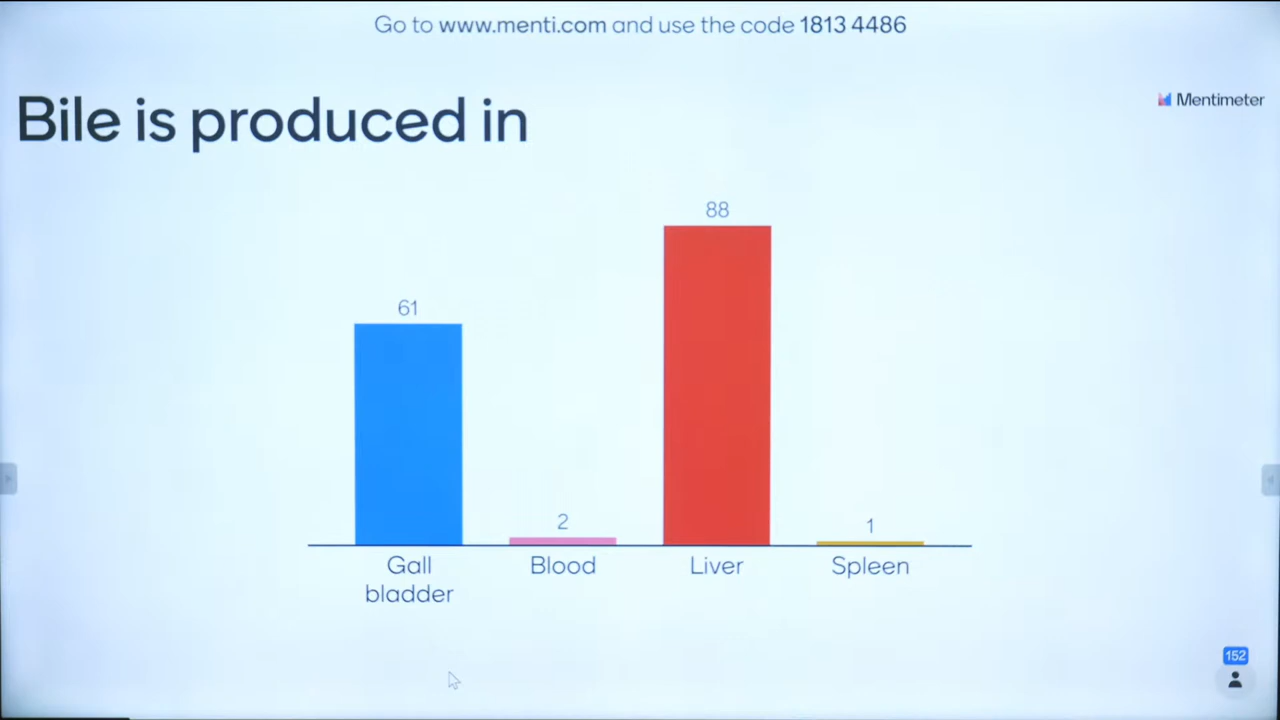 Go to www.menti.com and use the code 1813 4486
Bile is produced in
Mentimeter
88
61
2
1
Gall
bladder
Blood
Liver
Spleen
152